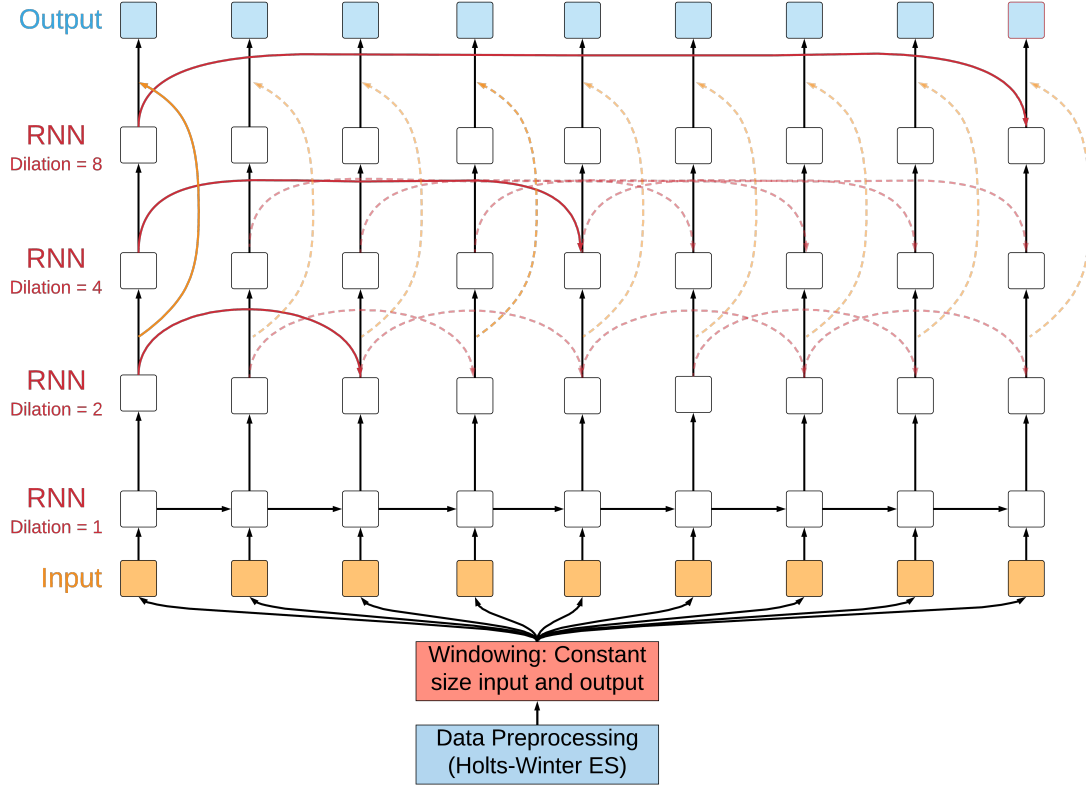 Output
RNN
Dilation = 8
RNN
Dilation = 4
RNN
Dilation = 2
RNN
Dilation = 1
Input
Windowing: Constant
size input and output
Data Preprocessing
(Holts-Winter ES)